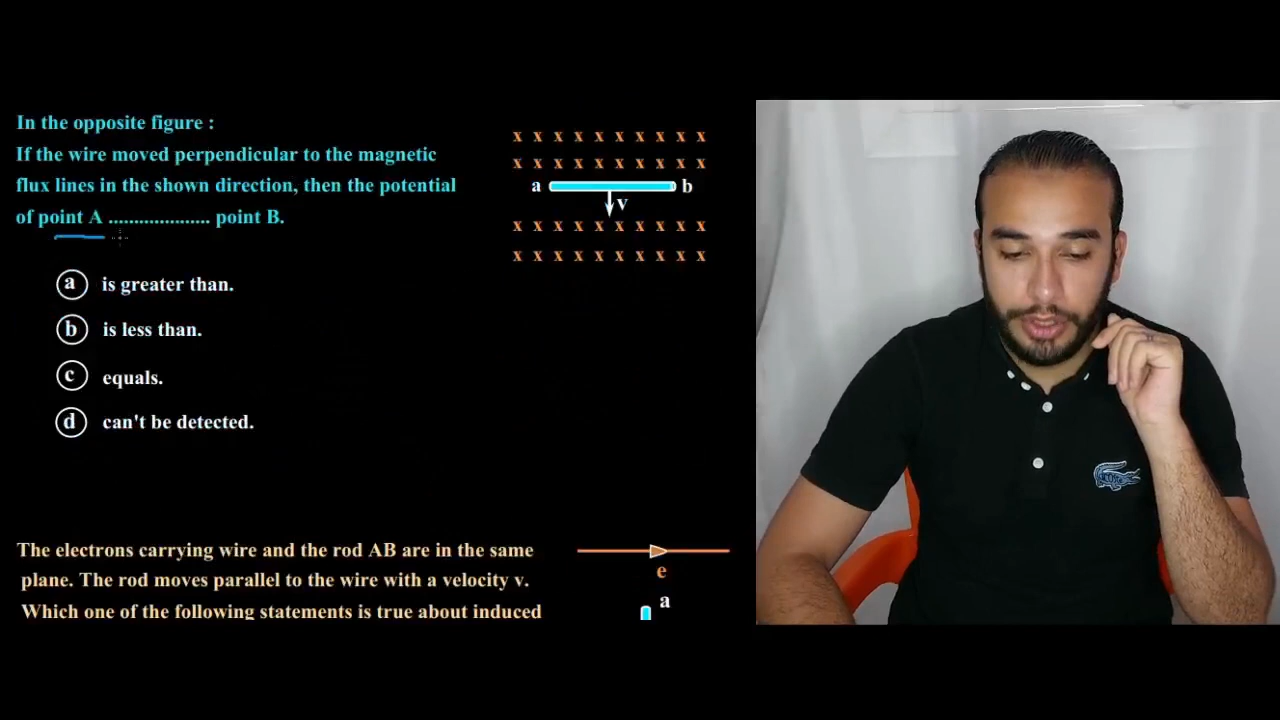 In the opposite figure :
If the wire moved perpendicular to the magnetic
flux lines in the shown direction, then the potential
of point A .................... point B.
a is greater than.
b is less than.
c equals.
d can't be detected.
x x x x x x x x x x
x x x x x x x x x x
a b
v
x x x x x x x x x x
x x x x x x x x x x
The electrons carrying wire and the rod AB are in the same
plane. The rod moves parallel to the wire with a velocity v.
Which one of the following statements is true about induced
e
a